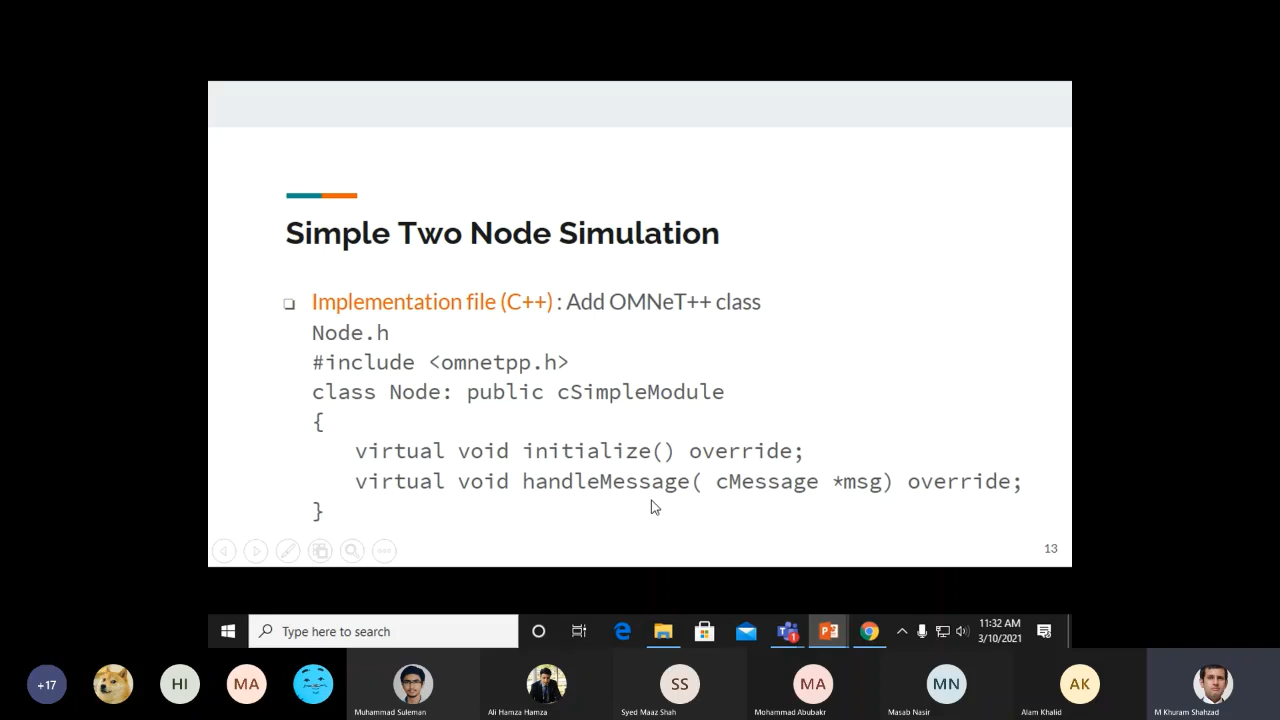 Simple Two Node Simulation
Implementation file (C++) : Add OMNeT++ class
Node.h
#include <omnetpp.h>
class Node: public cSimpleModule
{
virtual void initialize() override;
virtual void handleMessage( cMessage *msg) override;
}
13
Type here to search
1
11:32 AM
3/10/2021
+17
HI
MA
SS
MA
MN
AK
Muhammad Suleman
Ali Hamza Hamza
Syed Maaz Shah
Mohammad Abubakr
Masab Nasir
Alam Khalid
M Khuram Shahzad